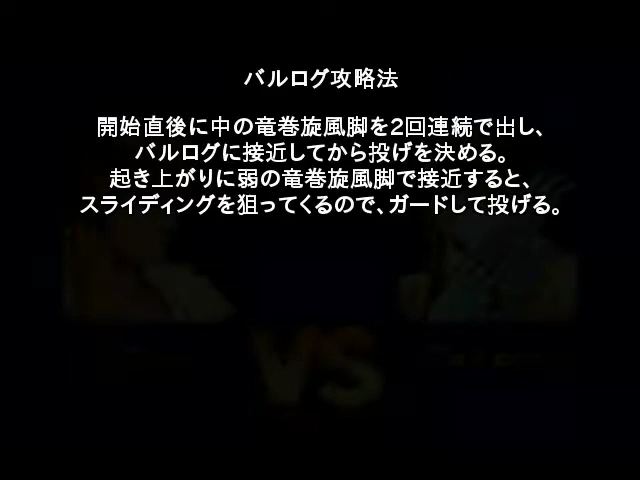 バルログ攻略法
開始直後に中の竜巻旋風脚を2回連続で出し、
バルログに接近してから投げを決める。
起き上がりに弱の竜巻旋風脚で接近すると、
スライディングを狙ってくるので、ガードして投げる。
VS